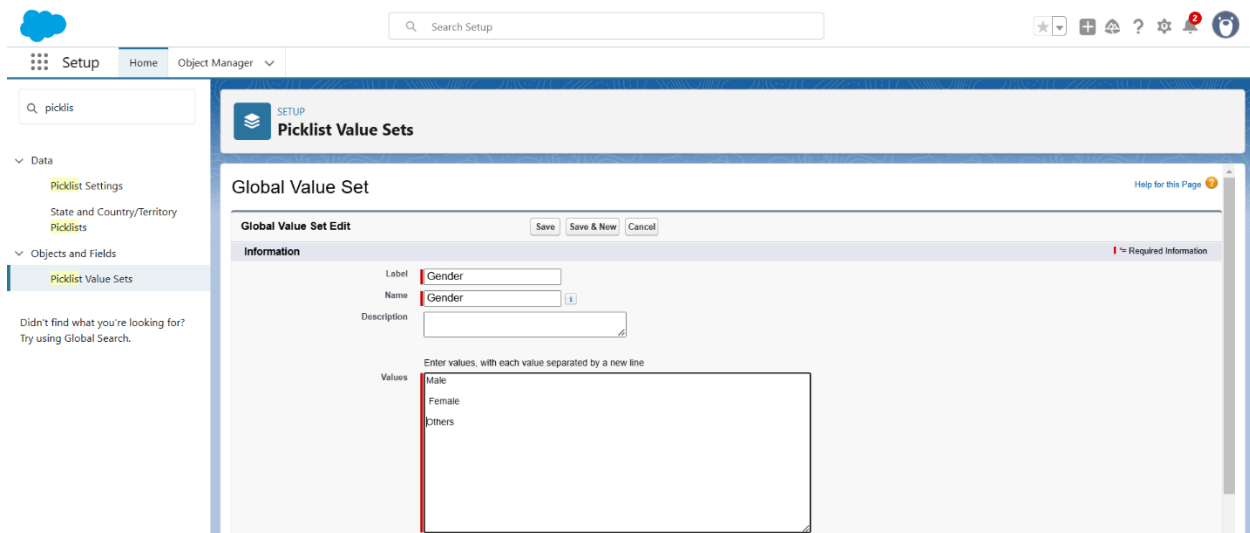 Search Setup
2
Setup Home Object Manager
picklis
Data
Picklist Settings
State and Country/Territory
Picklists
Objects and Fields
Picklist Value Sets
Didn't find what you're looking for?
Try using Global Search.
SETUP
Picklist Value Sets
Global Value Set
Help for this Page ?
Global Value Set Edit Save Save & New Cancel
Information = Required Information
Label Gender
Name Gender i
Description
Enter values, with each value separated by a new line
Values Male
Female
Others